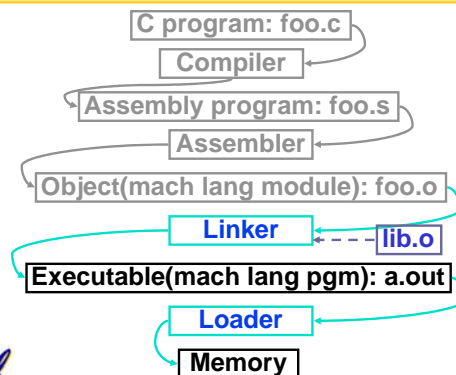 C program: foo.c
Compiler
Assembly program: foo.s
Assembler
Object(mach lang module): foo.o
Linker
lib.o
Executable(mach lang pgm): a.out
Loader
Memory